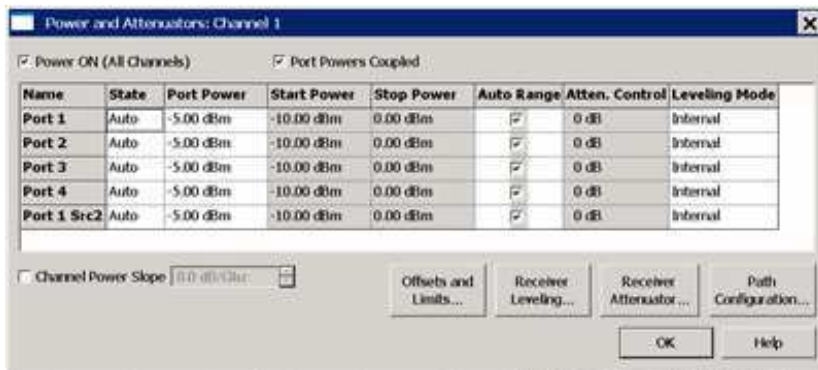 Power and Attenuators: Channel 1
Power ON (All Channels) Port Powers Coupled
Name State Port Power Start Power Stop Power Auto Range Atten. Control Leveling Mode
Port 1 Auto -5.00 dBm -10.00 dBm 0.00 dBm 0 dB Internal
Port 2 Auto -5.00 dBm -10.00 dBm 0.00 dBm 0 dB Internal
Port 3 Auto -5.00 dBm -10.00 dBm 0.00 dBm 0 dB Internal
Port 4 Auto -5.00 dBm -10.00 dBm 0.00 dBm 0 dB Internal
Port 1 Src2 Auto -5.00 dBm -10.00 dBm 0.00 dBm 0 dB Internal
Channel Power Slope 0.0 dB/Ghz
Offsets and Limits...
Receiver Leveling...
Receiver Attenuator...
Path Configuration...
OK Help